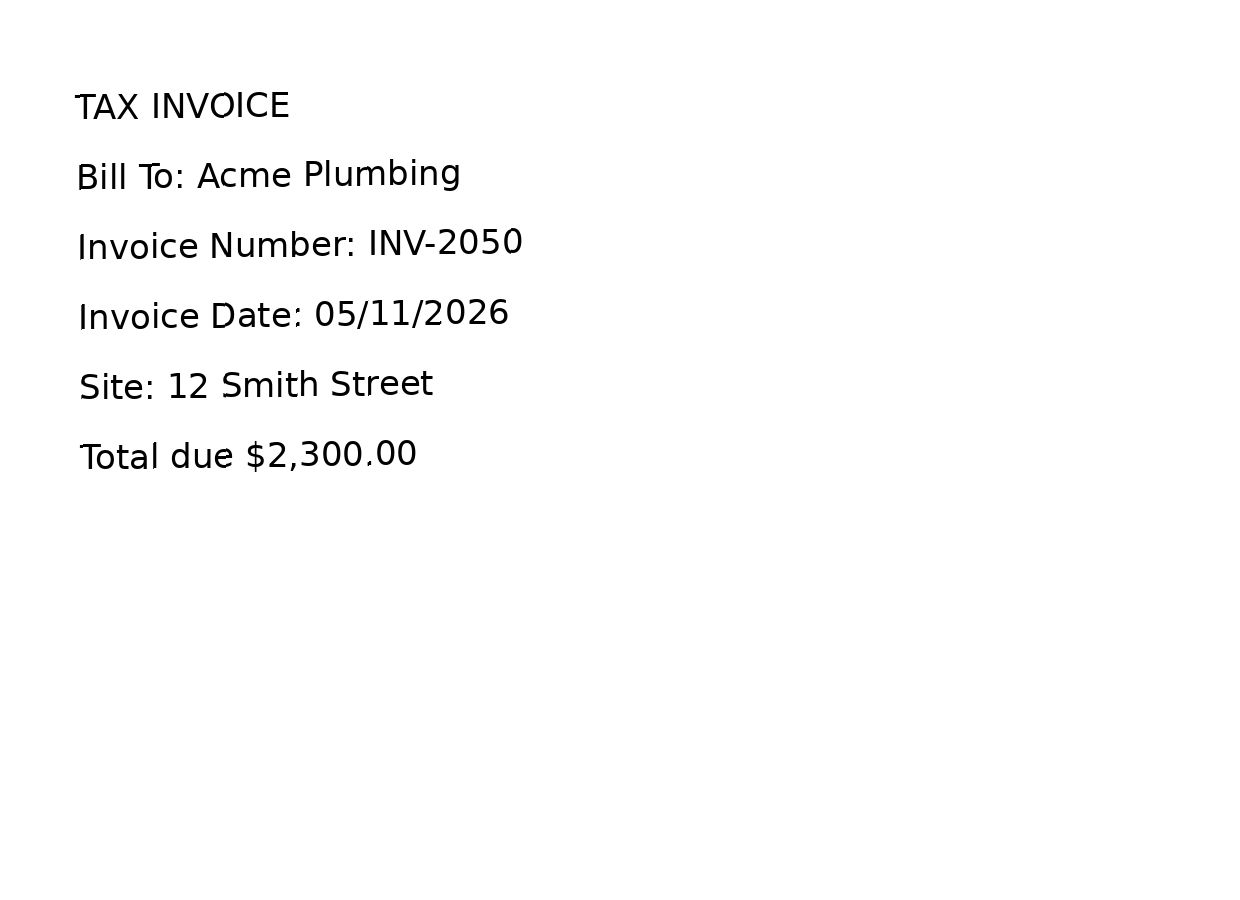 TAX INVOICE
Bill To: Acme Plumbing
Invoice Number: INV-2050
Invoice Date: 05/11/2026
Site: 12 Smith Street
Total due $2,300.00